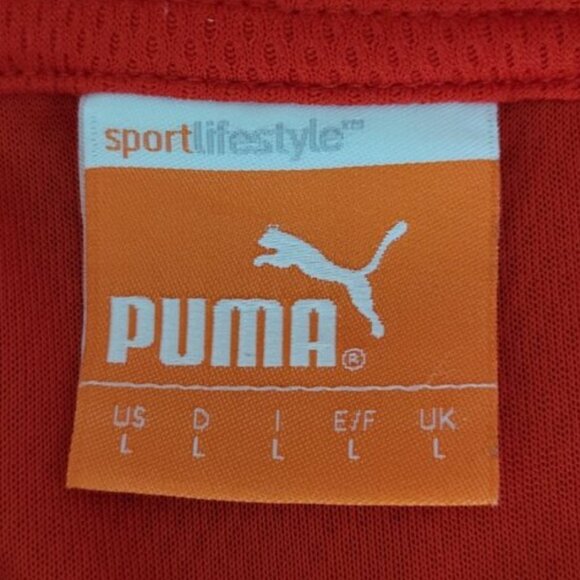 sportlifestyle™
PUMA®
US D I E/F UK
L L L L L